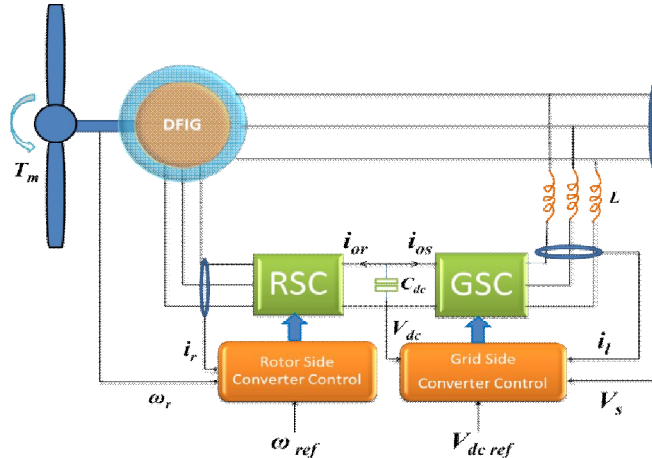 DFIG
T_m
L
i_or
i_os
RSC
C_dc
GSC
V_dc
i_r
Rotor Side
Converter Control
Grid Side
Converter Control
i_l
ω_r
V_s
ω_ref
V_dc ref